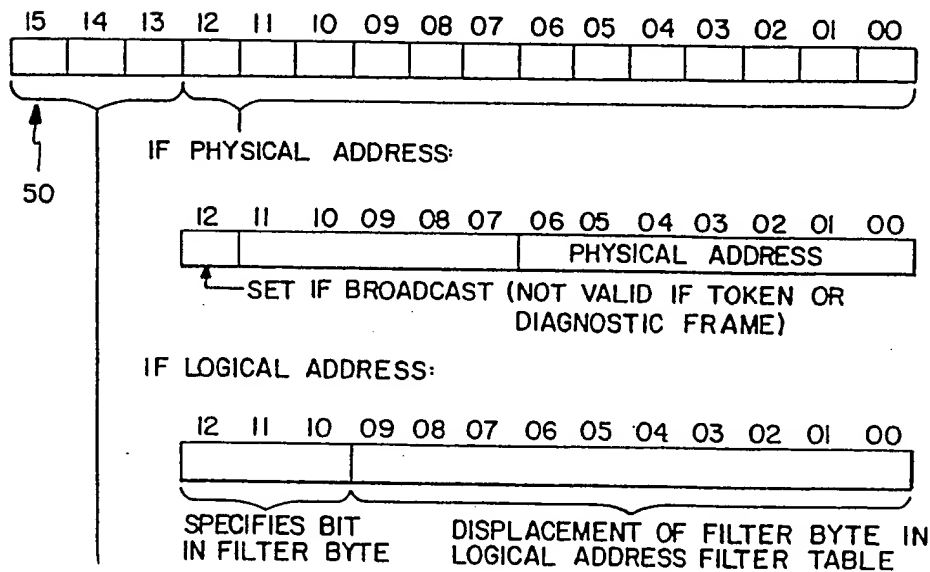 15 14 13 12 11 10 09 08 07 06 05 04 03 02 01 00
50
IF PHYSICAL ADDRESS:
12 11 10 09 08 07 06 05 04 03 02 01 00
PHYSICAL ADDRESS
SET IF BROADCAST (NOT VALID IF TOKEN OR
DIAGNOSTIC FRAME)
IF LOGICAL ADDRESS:
12 11 10 09 08 07 06 05 04 03 02 01 00
SPECIFIES BIT
IN FILTER BYTE
DISPLACEMENT OF FILTER BYTE IN
LOGICAL ADDRESS FILTER TABLE